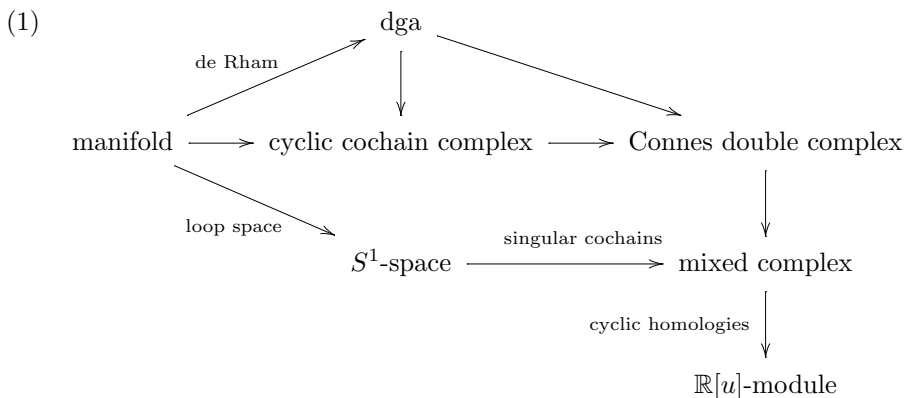 (1)
dga
de Rham
manifold cyclic cochain complex Connes double complex
loop space
singular cochains
S¹-space mixed complex
cyclic homologies
ℝ[u]-module